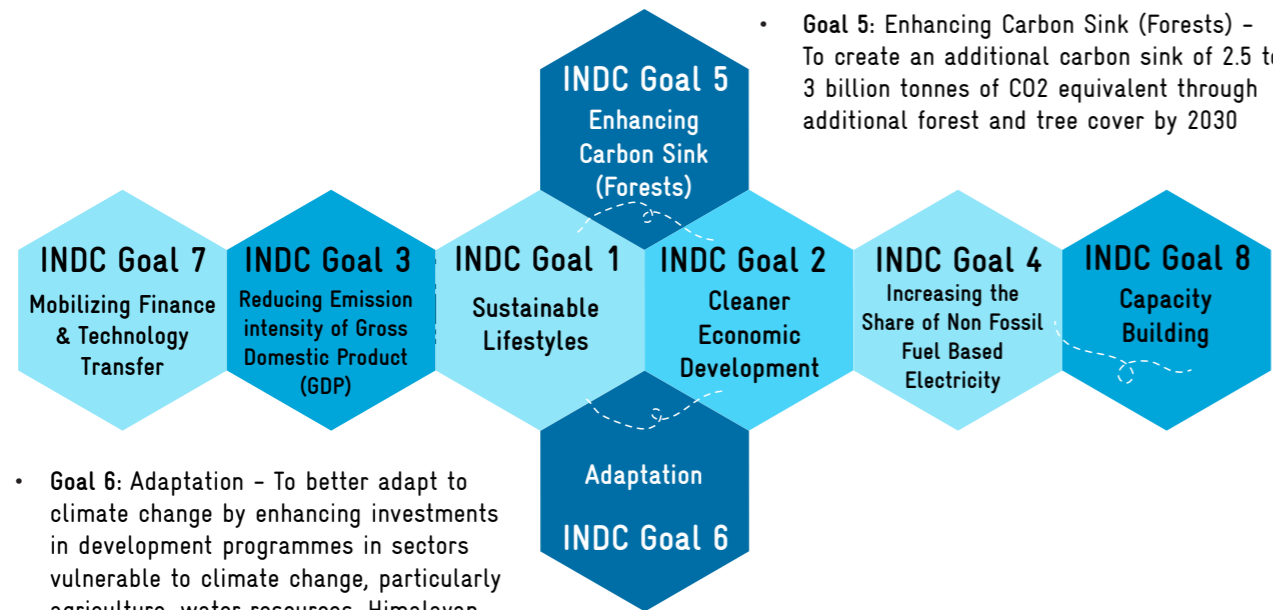 • Goal 5: Enhancing Carbon Sink (Forests) –
To create an additional carbon sink of 2.5 to
3 billion tonnes of CO2 equivalent through
additional forest and tree cover by 2030
INDC Goal 5
Enhancing
Carbon Sink
(Forests)
INDC Goal 7
Mobilizing Finance
& Technology
Transfer
INDC Goal 3
Reducing Emission
intensity of Gross
Domestic Product
(GDP)
INDC Goal 1
Sustainable
Lifestyles
INDC Goal 2
Cleaner
Economic
Development
INDC Goal 4
Increasing the
Share of Non Fossil
Fuel Based
Electricity
INDC Goal 8
Capacity
Building
Adaptation
INDC Goal 6
• Goal 6: Adaptation – To better adapt to
climate change by enhancing investments
in development programmes in sectors
vulnerable to climate change, particularly
agriculture, water resources, Himalayan